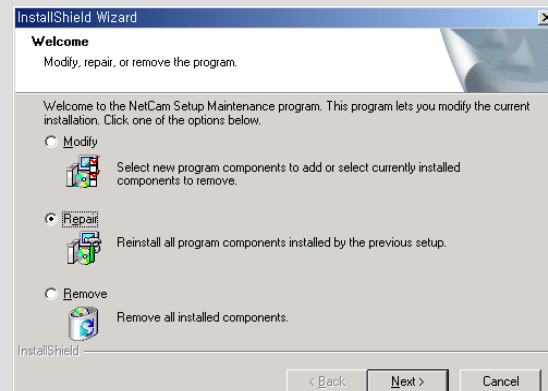 InstallShield Wizard
Welcome
Modify, repair, or remove the program.
Welcome to the NetCam Setup Maintenance program. This program lets you modify the current
installation. Click one of the options below.
Modify
Select new program components to add or select currently installed
components to remove.
Repair
Reinstall all program components installed by the previous setup.
Remove
Remove all installed components.
InstallShield
< Back
Next >
Cancel